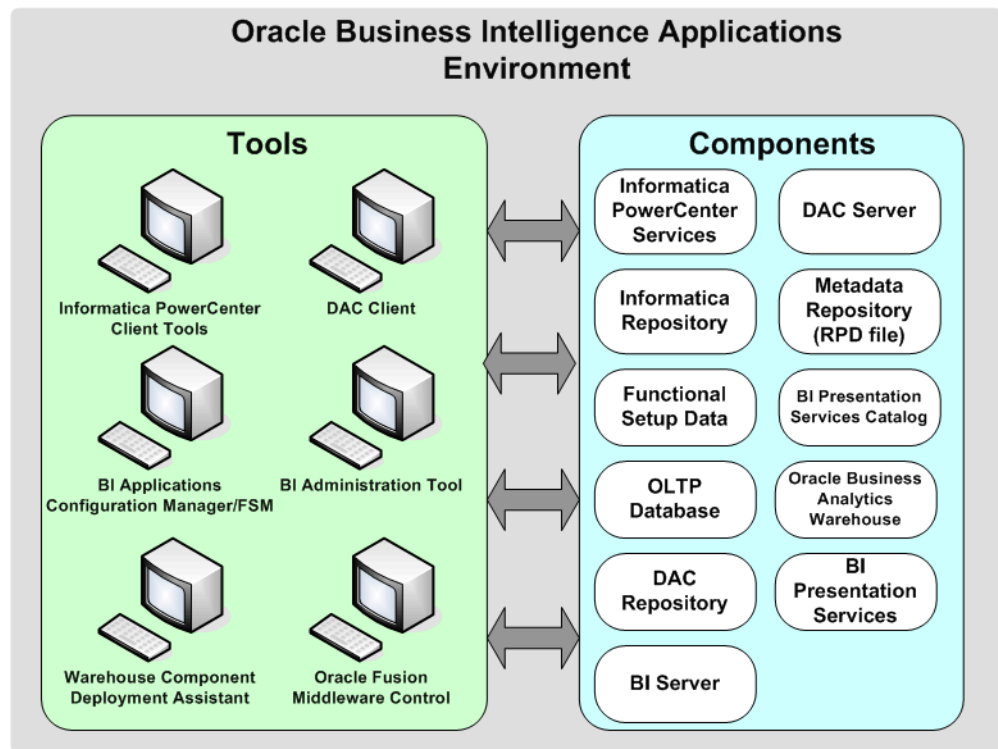 Oracle Business Intelligence Applications
Environment
Tools
Informatica PowerCenter
Client Tools
DAC Client
BI Applications
Configuration Manager/FSM
BI Administration Tool
Warehouse Component
Deployment Assistant
Oracle Fusion
Middleware Control
Components
Informatica
PowerCenter
Services
DAC Server
Informatica
Repository
Metadata
Repository
(RPD file)
Functional
Setup Data
BI Presentation
Services Catalog
OLTP
Database
Oracle Business
Analytics
Warehouse
DAC
Repository
BI
Presentation
Services
BI Server